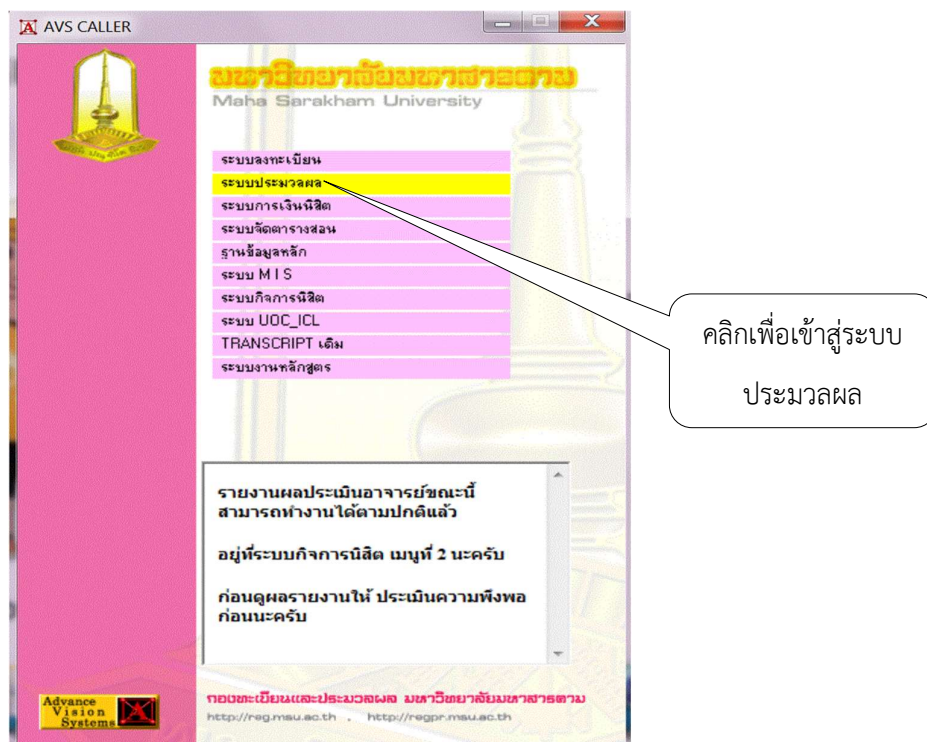 AVS CALLER
มหาวิทยาลัยมหาสารคาม
Maha Sarakham University
ระบบลงทะเบียน
ระบบประมวลผล
ระบบการเงินนิสิต
ระบบจัดตารางสอน
ฐานข้อมูลหลัก
ระบบ M I S
ระบบกิจการนิสิต
ระบบ UOC_ICL
TRANSCRIPT เดิม
ระบบงานหลักสูตร
คลิกเพื่อเข้าสู่ระบบ
ประมวลผล
รายงานผลประเมินอาจารย์ขณะนี้
สามารถทำงานได้ตามปกติแล้ว
อยู่ที่ระบบกิจการนิสิต เมนูที่ 2 นะครับ
ก่อนดูผลรายงานให้ ประเมินความพึงพอ
ก่อนนะครับ
Advance
Vision
Systems
กองทะเบียนและประมวลผล มหาวิทยาลัยมหาสารคาม
http://reg.msu.ac.th , http://regpr.msu.ac.th